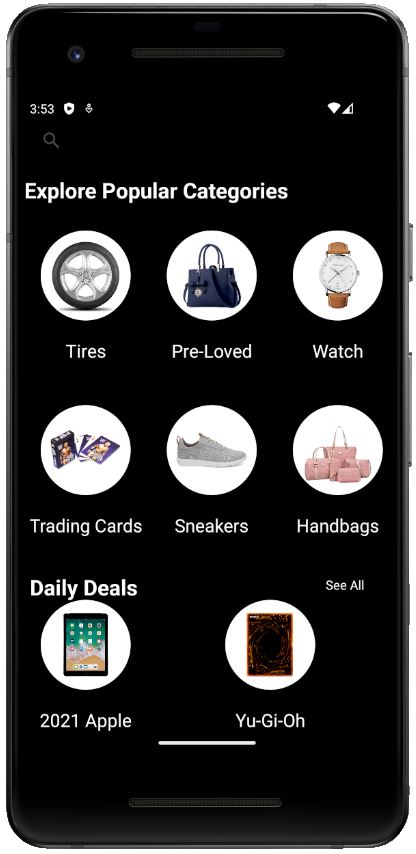 3:53
Explore Popular Categories
Tires Pre-Loved Watch
Trading Cards Sneakers Handbags
Daily Deals See All
2021 Apple Yu-Gi-Oh